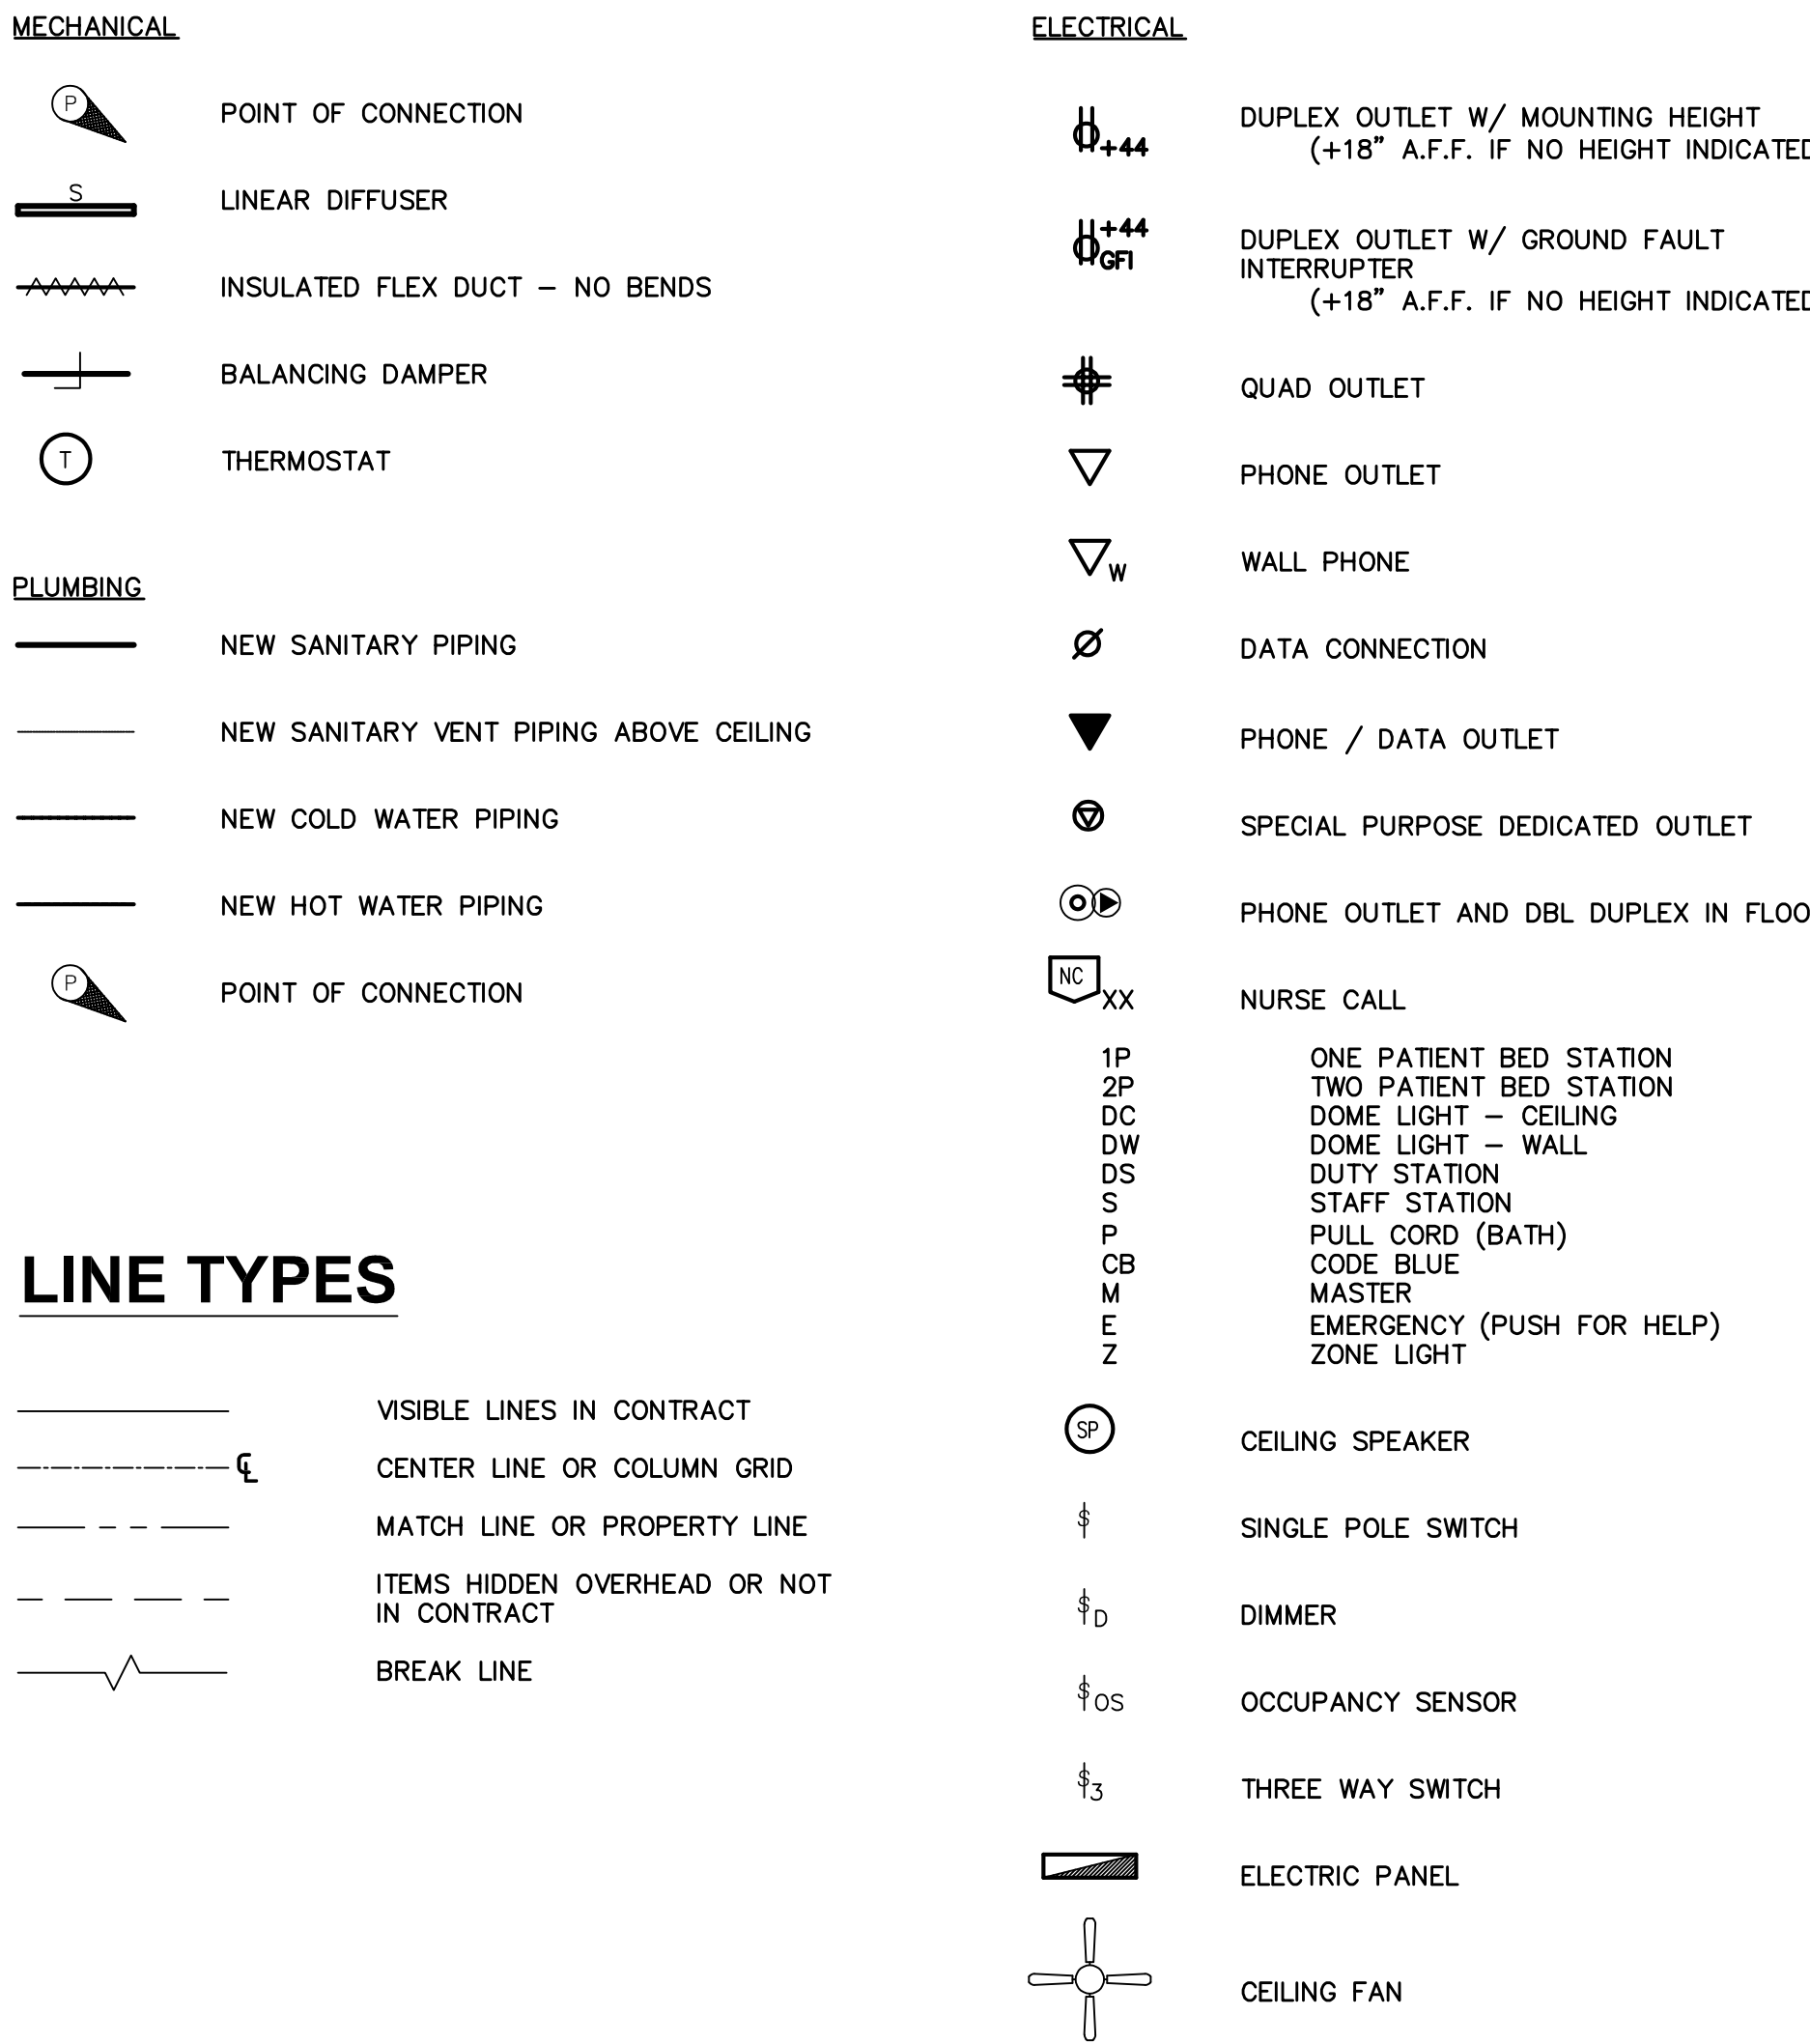 MECHANICAL
P
POINT OF CONNECTION
S
LINEAR DIFFUSER
INSULATED FLEX DUCT – NO BENDS
BALANCING DAMPER
T
THERMOSTAT
PLUMBING
NEW SANITARY PIPING
NEW SANITARY VENT PIPING ABOVE CEILING
NEW COLD WATER PIPING
NEW HOT WATER PIPING
P
POINT OF CONNECTION
LINE TYPES
VISIBLE LINES IN CONTRACT
℄ CENTER LINE OR COLUMN GRID
MATCH LINE OR PROPERTY LINE
ITEMS HIDDEN OVERHEAD OR NOT
IN CONTRACT
BREAK LINE
ELECTRICAL
DUPLEX OUTLET W/ MOUNTING HEIGHT
+44 (+18" A.F.F. IF NO HEIGHT INDICATED
+44
GFI
DUPLEX OUTLET W/ GROUND FAULT
INTERRUPTER
(+18" A.F.F. IF NO HEIGHT INDICATED
QUAD OUTLET
PHONE OUTLET
W WALL PHONE
DATA CONNECTION
PHONE / DATA OUTLET
SPECIAL PURPOSE DEDICATED OUTLET
PHONE OUTLET AND DBL DUPLEX IN FLOO
NC
XX NURSE CALL
1P ONE PATIENT BED STATION
2P TWO PATIENT BED STATION
DC DOME LIGHT – CEILING
DW DOME LIGHT – WALL
DS DUTY STATION
S STAFF STATION
P PULL CORD (BATH)
CB CODE BLUE
M MASTER
E EMERGENCY (PUSH FOR HELP)
Z ZONE LIGHT
SP CEILING SPEAKER
$ SINGLE POLE SWITCH
$D DIMMER
$OS OCCUPANCY SENSOR
$3 THREE WAY SWITCH
ELECTRIC PANEL
CEILING FAN